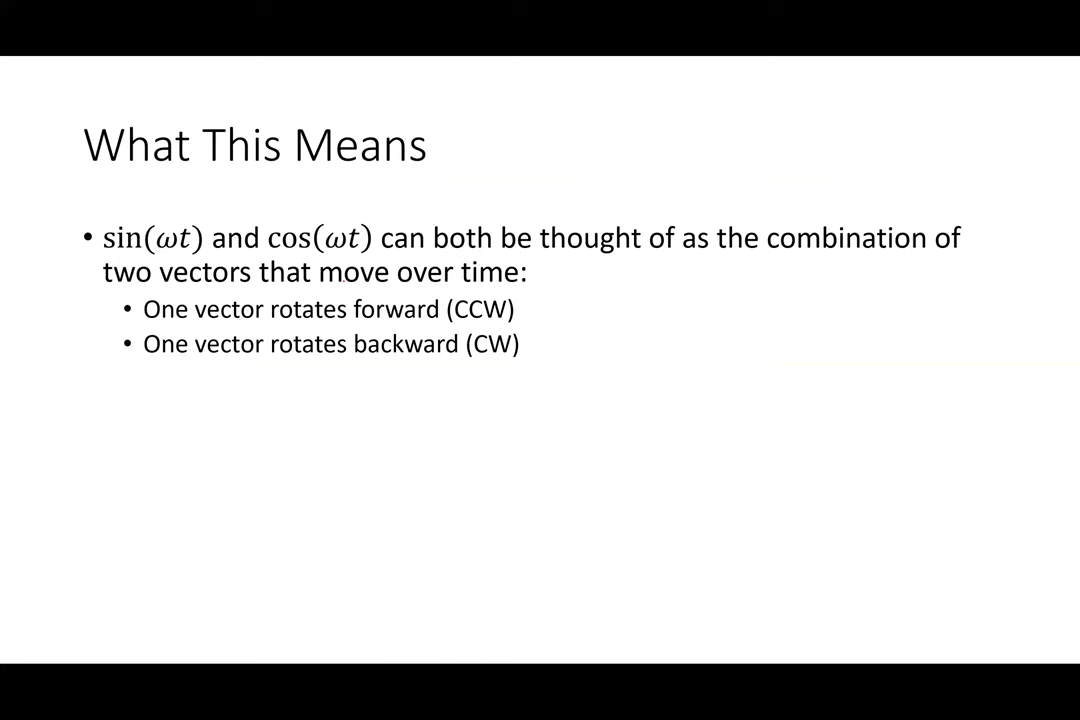 What This Means
• sin(ωt) and cos(ωt) can both be thought of as the combination of
two vectors that move over time:
• One vector rotates forward (CCW)
• One vector rotates backward (CW)